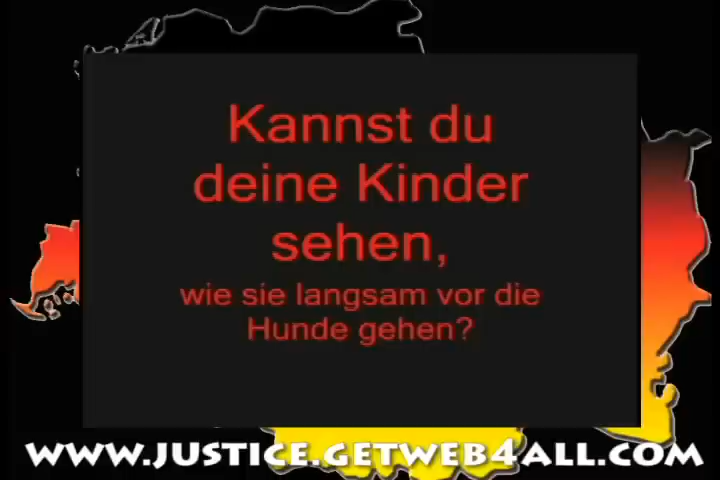 Kannst du
deine Kinder
sehen,
wie sie langsam vor die
Hunde gehen?
WWW.JUSTICE.GETWEB4ALL.COM